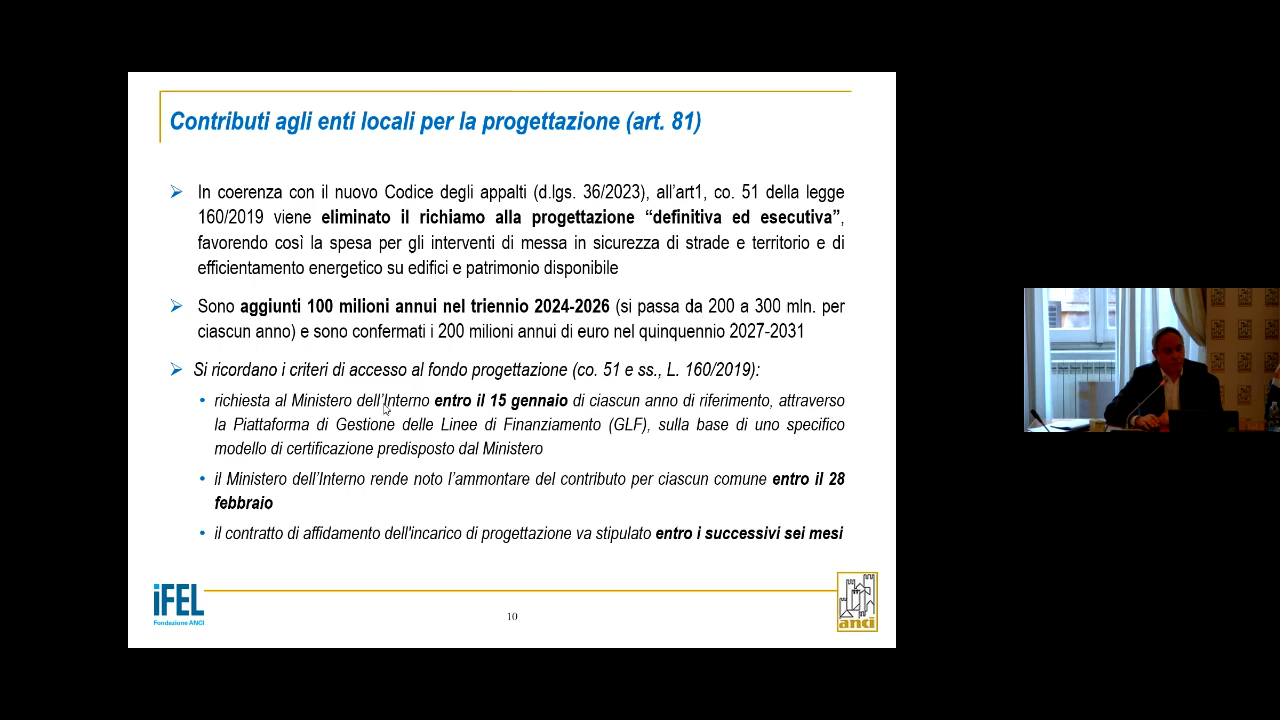 Contributi agli enti locali per la progettazione (art. 81)
In coerenza con il nuovo Codice degli appalti (d.lgs. 36/2023), all'art1, co. 51 della legge
160/2019 viene eliminato il richiamo alla progettazione “definitiva ed esecutiva”,
favorendo così la spesa per gli interventi di messa in sicurezza di strade e territorio e di
efficientamento energetico su edifici e patrimonio disponibile
Sono aggiunti 100 milioni annui nel triennio 2024-2026 (si passa da 200 a 300 mln. per
ciascun anno) e sono confermati i 200 milioni annui di euro nel quinquennio 2027-2031
Si ricordano i criteri di accesso al fondo progettazione (co. 51 e ss., L. 160/2019):
richiesta al Ministero dell'Interno entro il 15 gennaio di ciascun anno di riferimento, attraverso
la Piattaforma di Gestione delle Linee di Finanziamento (GLF), sulla base di uno specifico
modello di certificazione predisposto dal Ministero
il Ministero dell'Interno rende noto l'ammontare del contributo per ciascun comune entro il 28
febbraio
il contratto di affidamento dell'incarico di progettazione va stipulato entro i successivi sei mesi
iFEL
Fondazione ANCI
10
anci